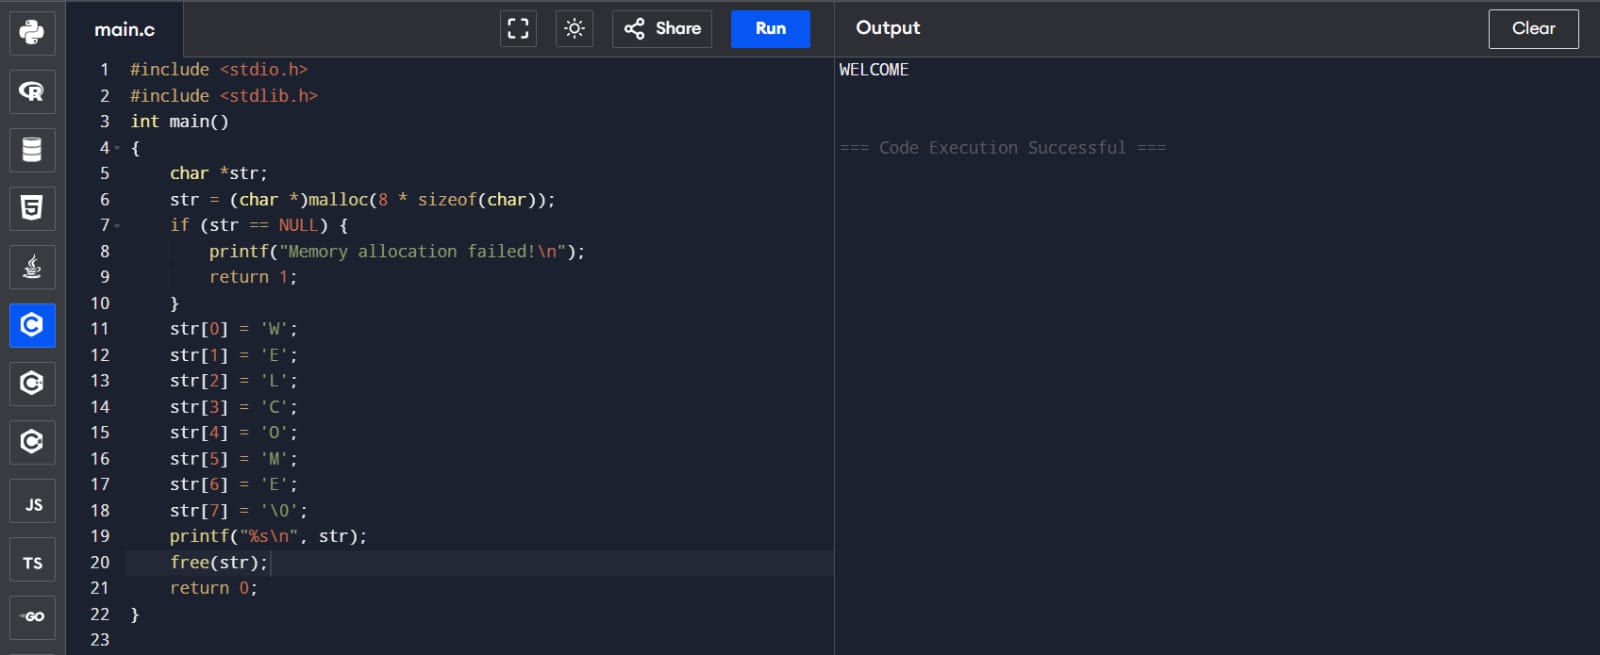 main.c Share Run Output Clear
1 #include <stdio.h>
2 #include <stdlib.h>
3 int main()
4 {
5     char *str;
6     str = (char *)malloc(8 * sizeof(char));
7     if (str == NULL) {
8         printf("Memory allocation failed!\n");
9         return 1;
10     }
11     str[0] = 'W';
12     str[1] = 'E';
13     str[2] = 'L';
14     str[3] = 'C';
15     str[4] = 'O';
16     str[5] = 'M';
17     str[6] = 'E';
18     str[7] = '\0';
19     printf("%s\n", str);
20     free(str);
21     return 0;
22 }
23
WELCOME
=== Code Execution Successful ===
R
5
C
C
C
JS
TS
GO